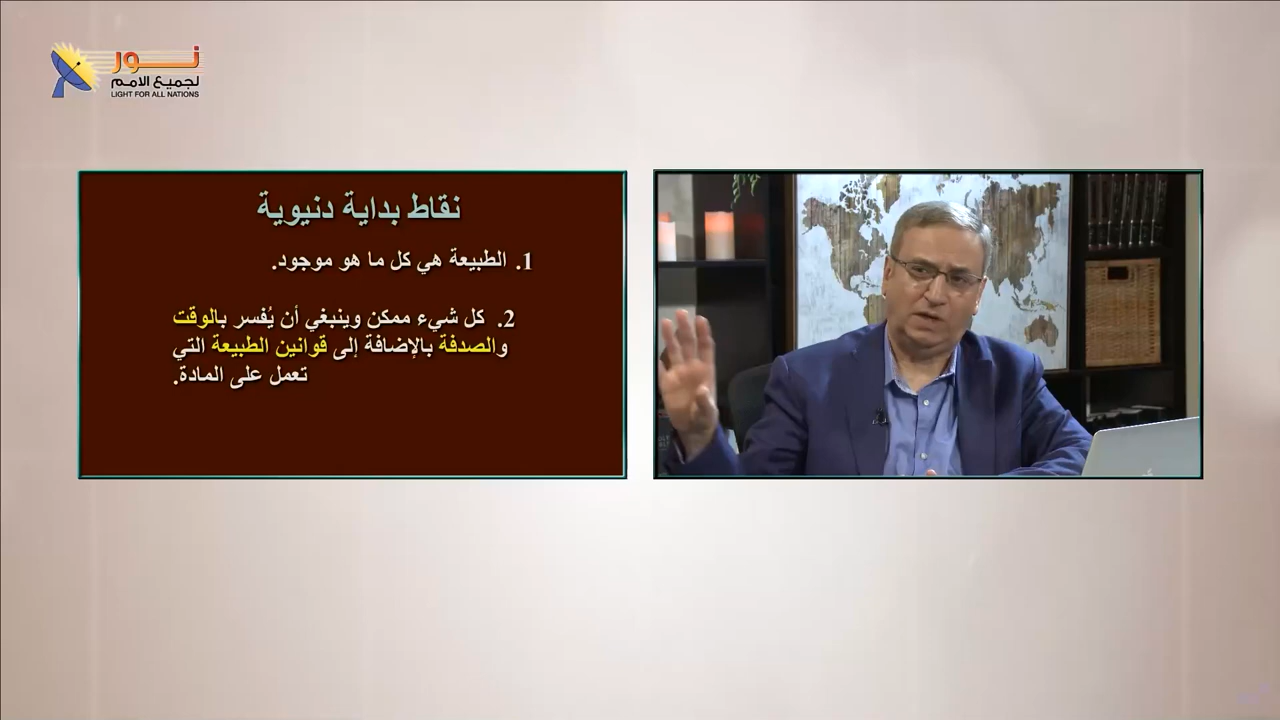 نور
لجميع الامم
LIGHT FOR ALL NATIONS
نقاط بداية دنيوية
1. الطبيعة هي كل ما هو موجود.
2. كل شيء ممكن وينبغي أن يُفسر بالوقت
والصدفة بالإضافة إلى قوانين الطبيعة التي
تعمل على المادة.